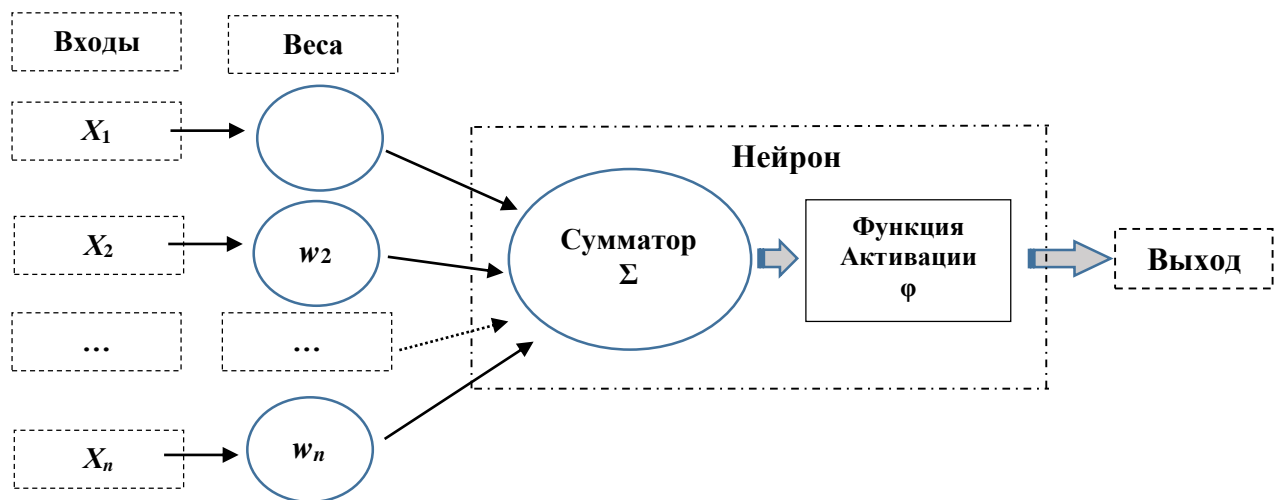 Входы
Веса
X1
Нейрон
X2
w2
Сумматор
Σ
Функция
Активации
φ
Выход
...
...
Xn
wn